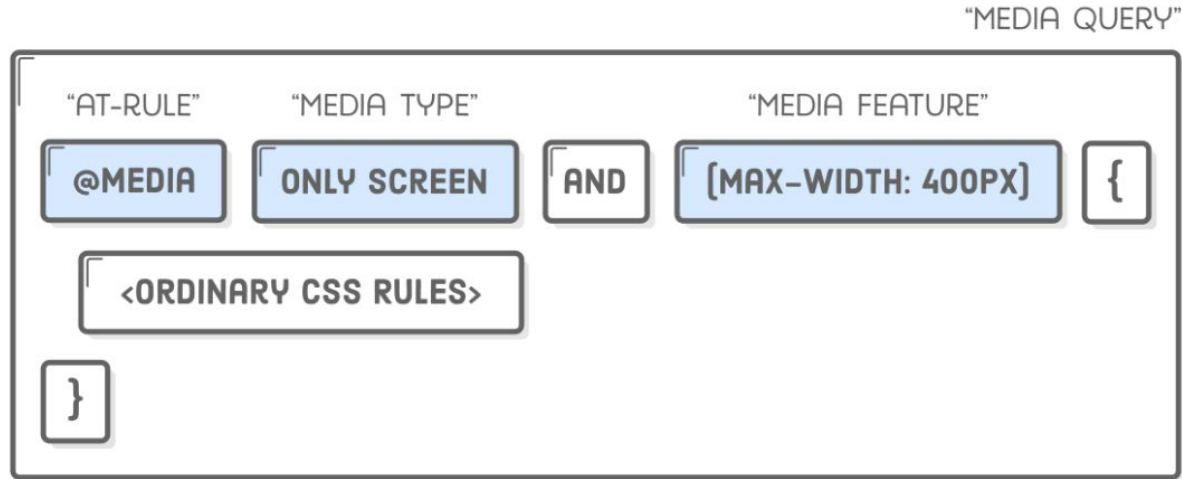 “MEDIA QUERY”
“AT-RULE” “MEDIA TYPE” “MEDIA FEATURE”
@MEDIA ONLY SCREEN AND (MAX-WIDTH: 400PX) {
<ORDINARY CSS RULES>
}